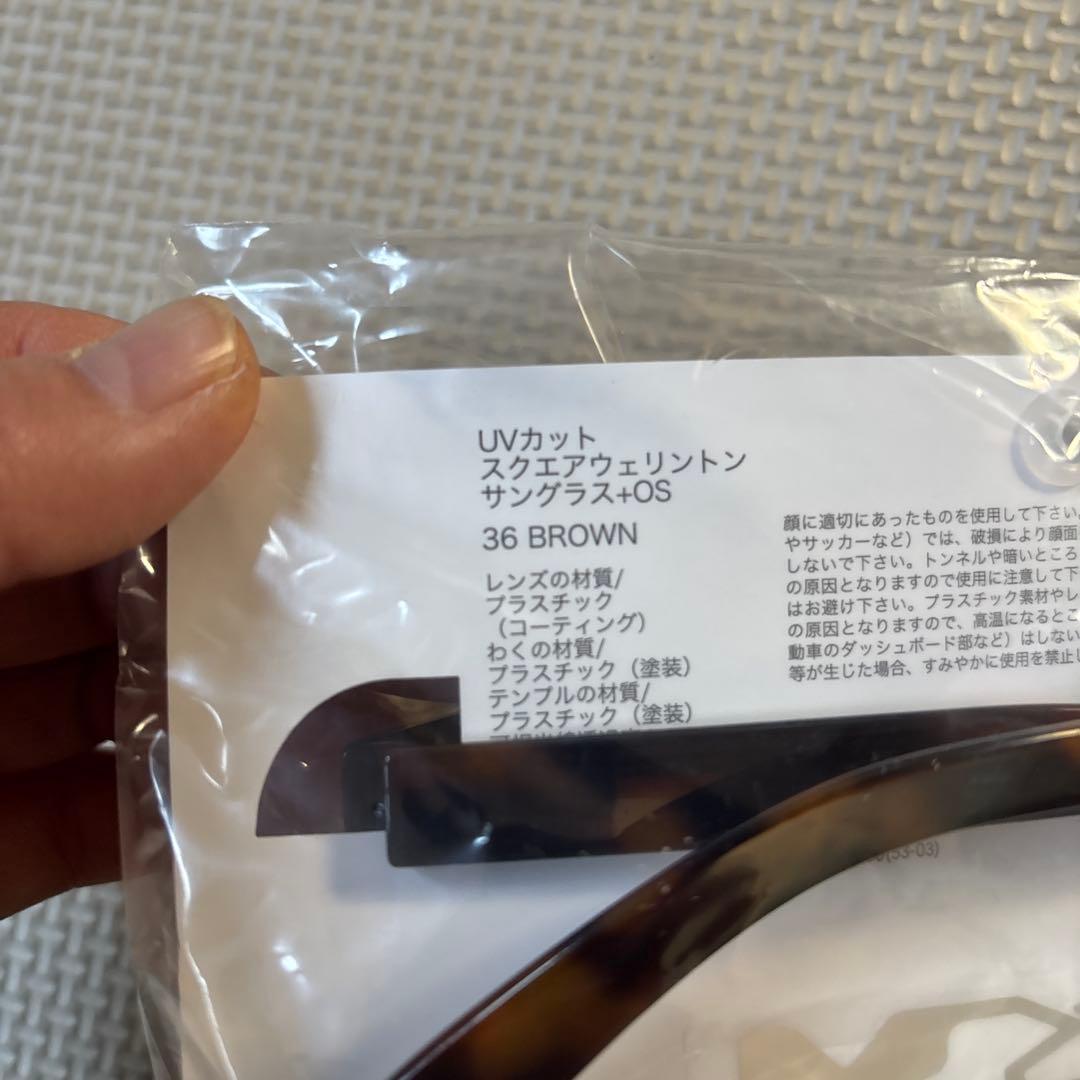 UVカット
スクエアウェリントン
サングラス+OS
36 BROWN
レンズの材質/
プラスチック
（コーティング）
わくの材質/
プラスチック（塗装）
テンプルの材質/
プラスチック（塗装）
顔に適切にあったものを使用して下さい。
やサッカーなど）では、破損により顔面
しないで下さい。トンネルや暗いところ
の原因となりますので使用に注意して下
はお避け下さい。プラスチック素材やレ
の原因となりますので、高温になるとこ
動車のダッシュボード部など）はしない
等が生じた場合、すみやかに使用を禁止し
(53-03)